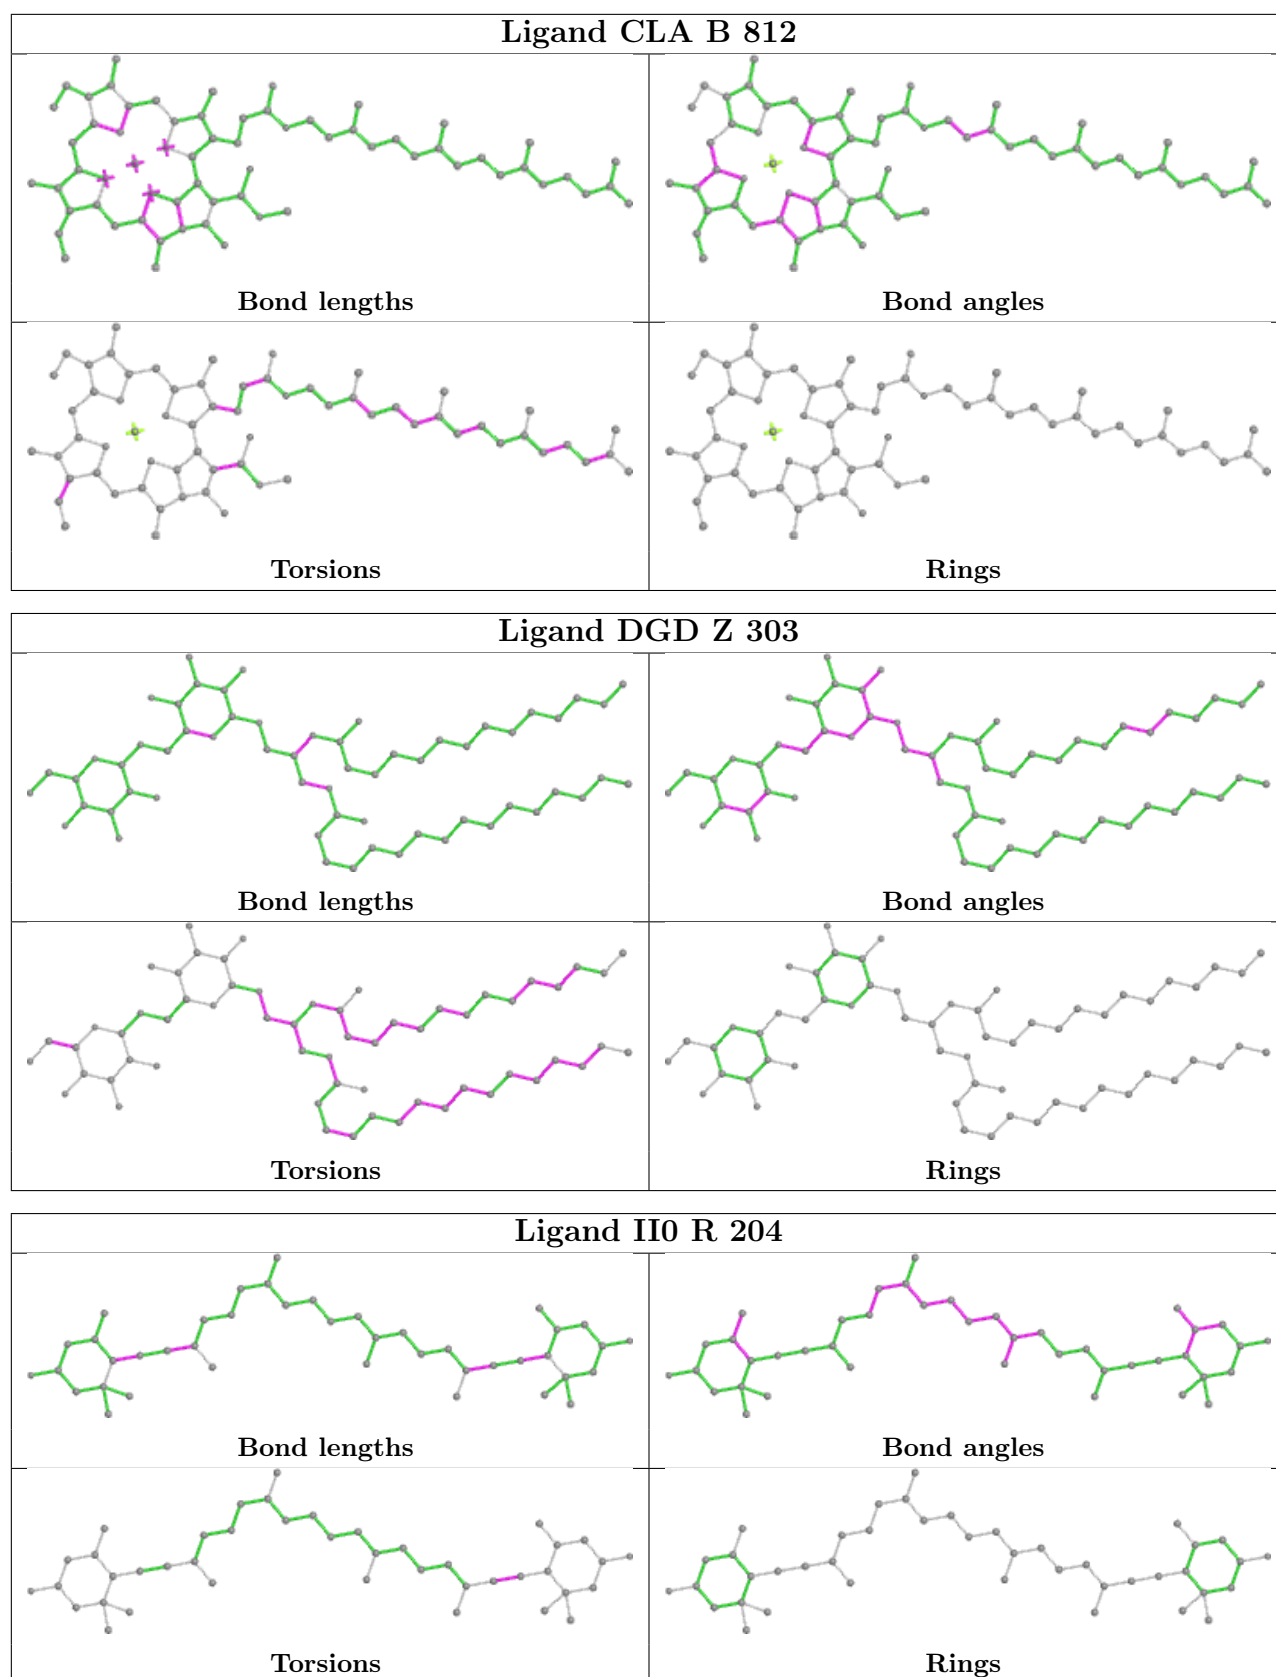 Ligand CLA B 812
Bond lengths
Bond angles
Torsions
Rings
Ligand DGD Z 303
Bond lengths
Bond angles
Torsions
Rings
Ligand II0 R 204
Bond lengths
Bond angles
Torsions
Rings